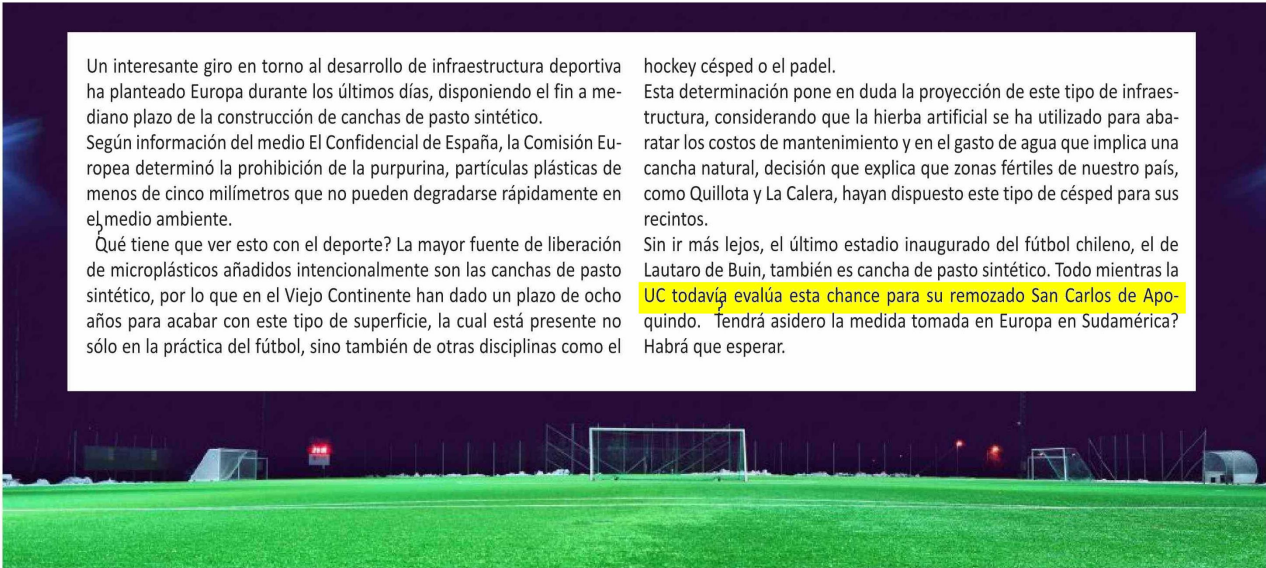 Un interesante giro en torno al desarrollo de infraestructura deportiva
ha planteado Europa durante los últimos días, disponiendo el fin a me-
diano plazo de la construcción de canchas de pasto sintético.
Según información del medio El Confidencial de España, la Comisión Eu-
ropea determinó la prohibición de la purpurina, partículas plásticas de
menos de cinco milímetros que no pueden degradarse rápidamente en
el medio ambiente.
¿Qué tiene que ver esto con el deporte? La mayor fuente de liberación
de microplásticos añadidos intencionalmente son las canchas de pasto
sintético, por lo que en el Viejo Continente han dado un plazo de ocho
años para acabar con este tipo de superficie, la cual está presente no
sólo en la práctica del fútbol, sino también de otras disciplinas como el
hockey césped o el padel.
Esta determinación pone en duda la proyección de este tipo de infraes-
tructura, considerando que la hierba artificial se ha utilizado para aba-
ratar los costos de mantenimiento y en el gasto de agua que implica una
cancha natural, decisión que explica que zonas fértiles de nuestro país,
como Quillota y La Calera, hayan dispuesto este tipo de césped para sus
recintos.
Sin ir más lejos, el último estadio inaugurado del fútbol chileno, el de
Lautaro de Buin, también es cancha de pasto sintético. Todo mientras la
UC todavía evalúa esta chance para su remozado San Carlos de Apo-
quindo. ¿Tendrá asidero la medida tomada en Europa en Sudamérica?
Habrá que esperar.